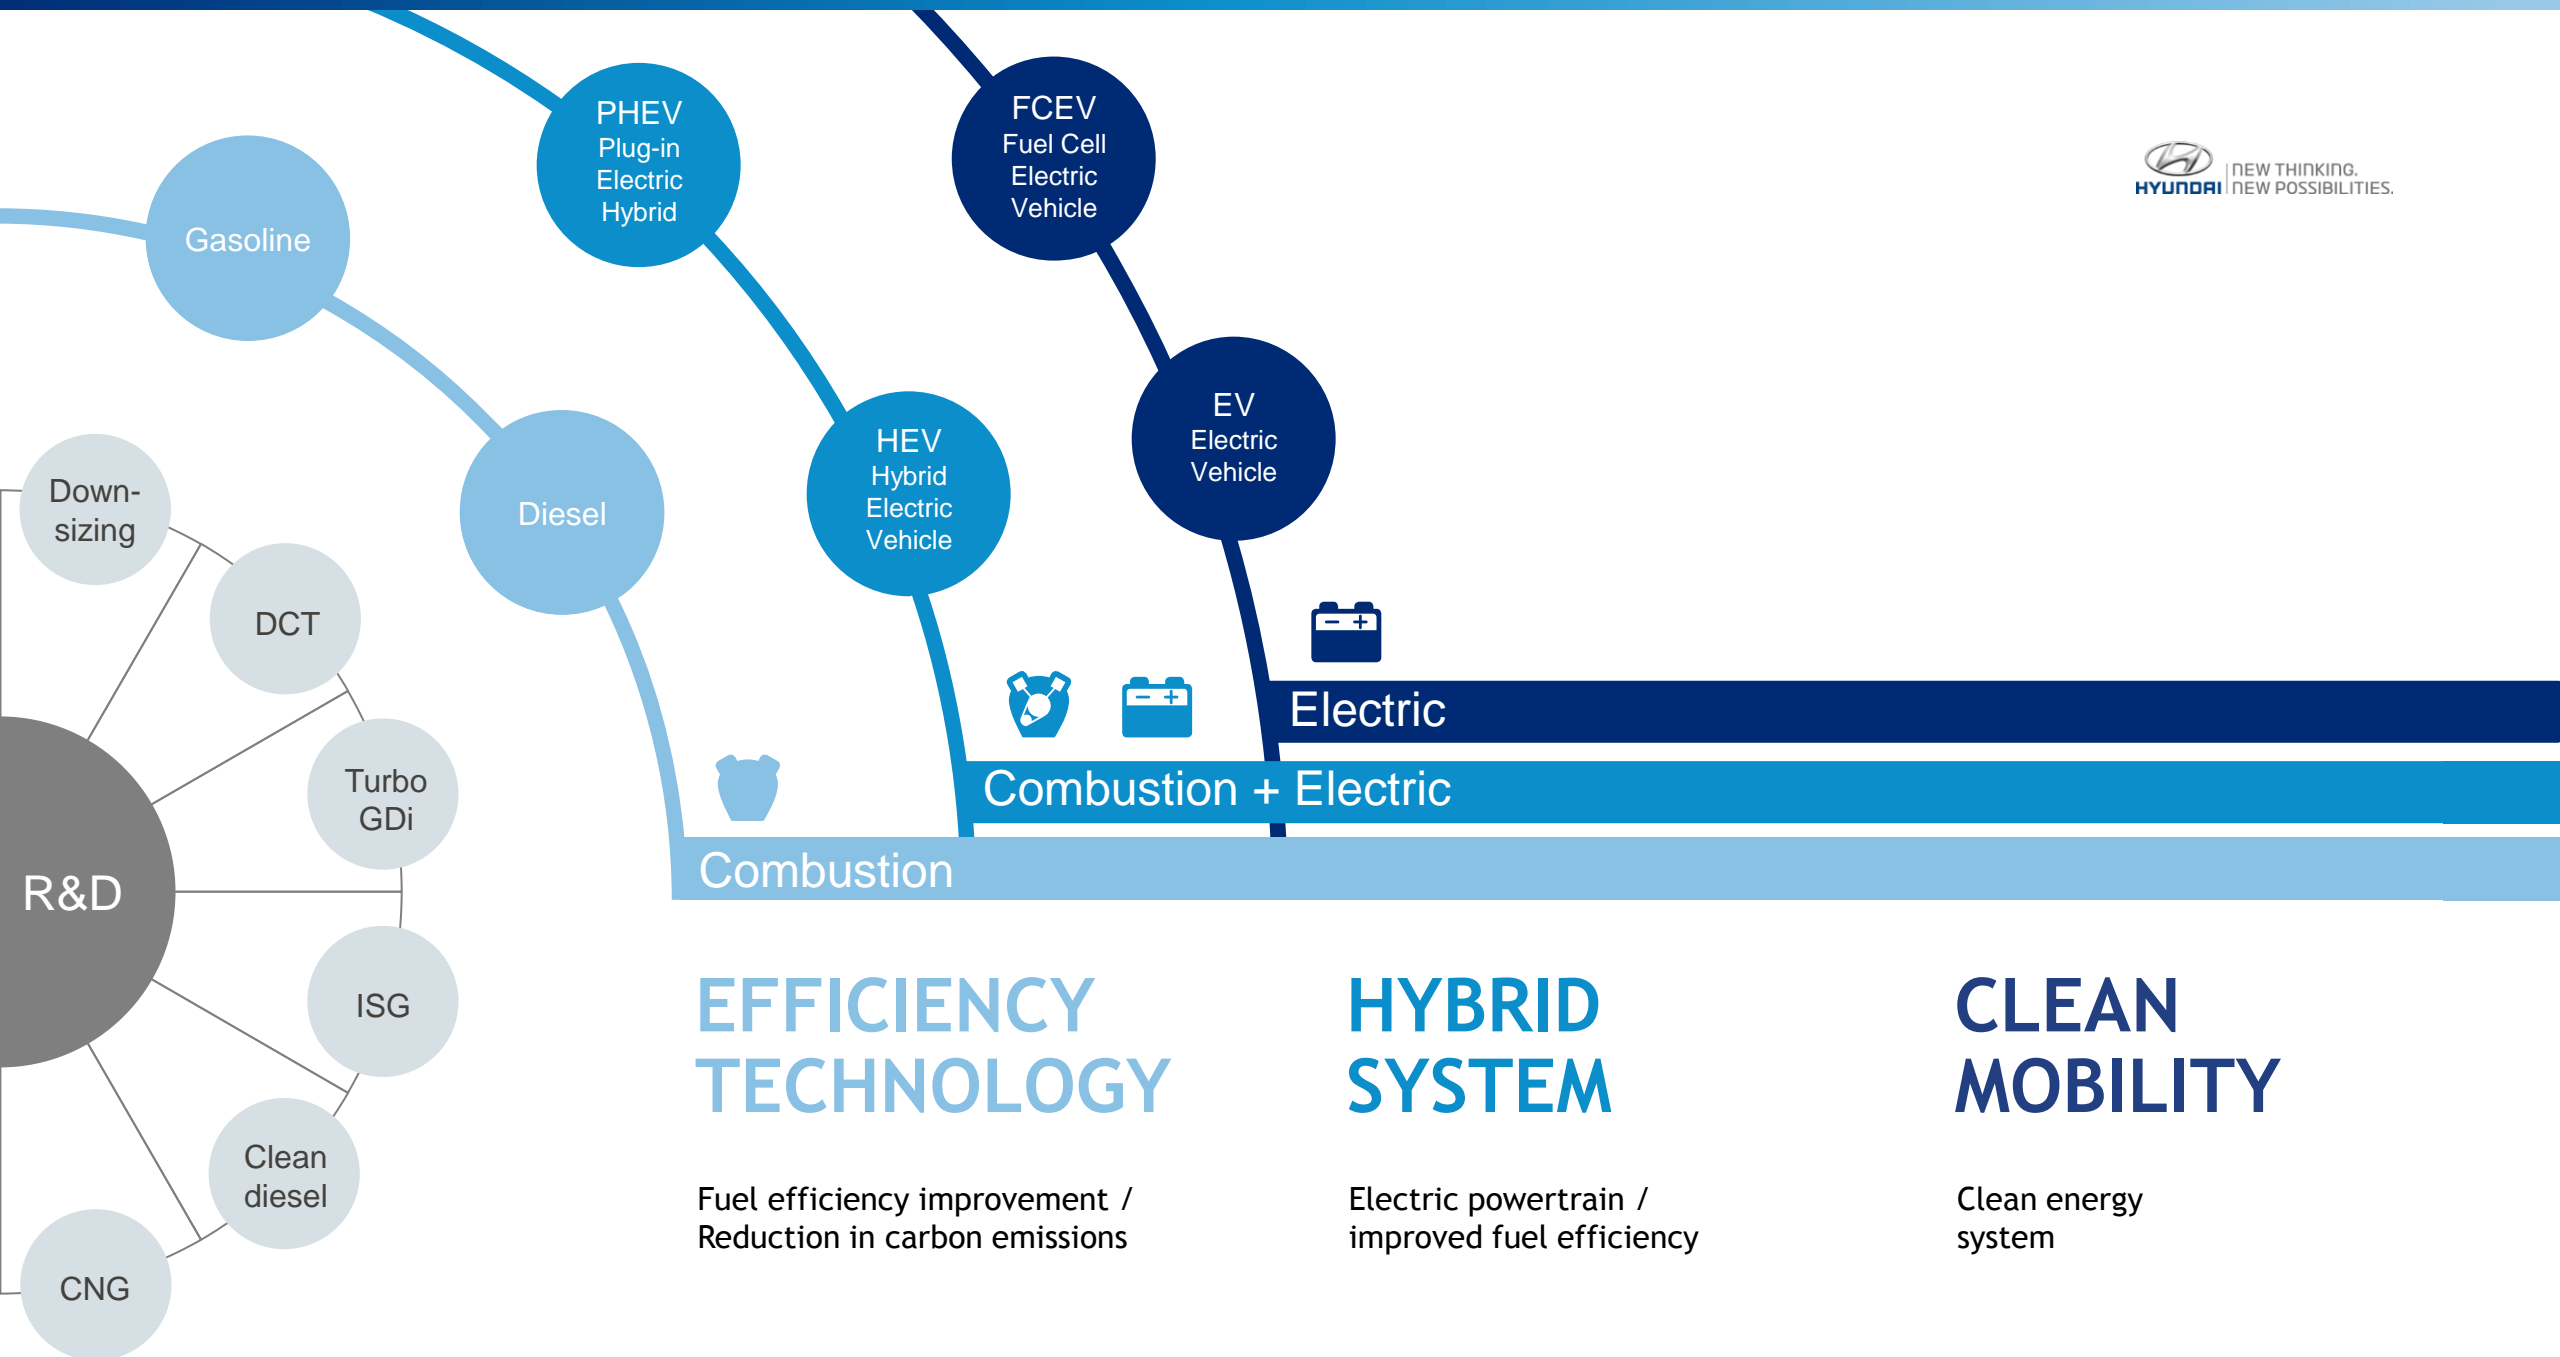 PHEV
Plug-in
Electric
Hybrid
FCEV
Fuel Cell
Electric
Vehicle
HYUNDAI
NEW THINKING.
NEW POSSIBILITIES.
Gasoline
EV
Electric
Vehicle
HEV
Hybrid
Electric
Vehicle
Diesel
Down-
sizing
DCT
Turbo
GDi
R&D
ISG
Clean
diesel
CNG
- +
- +
Electric
Combustion + Electric
Combustion
EFFICIENCY
TECHNOLOGY
Fuel efficiency improvement /
Reduction in carbon emissions
HYBRID
SYSTEM
Electric powertrain /
improved fuel efficiency
CLEAN
MOBILITY
Clean energy
system